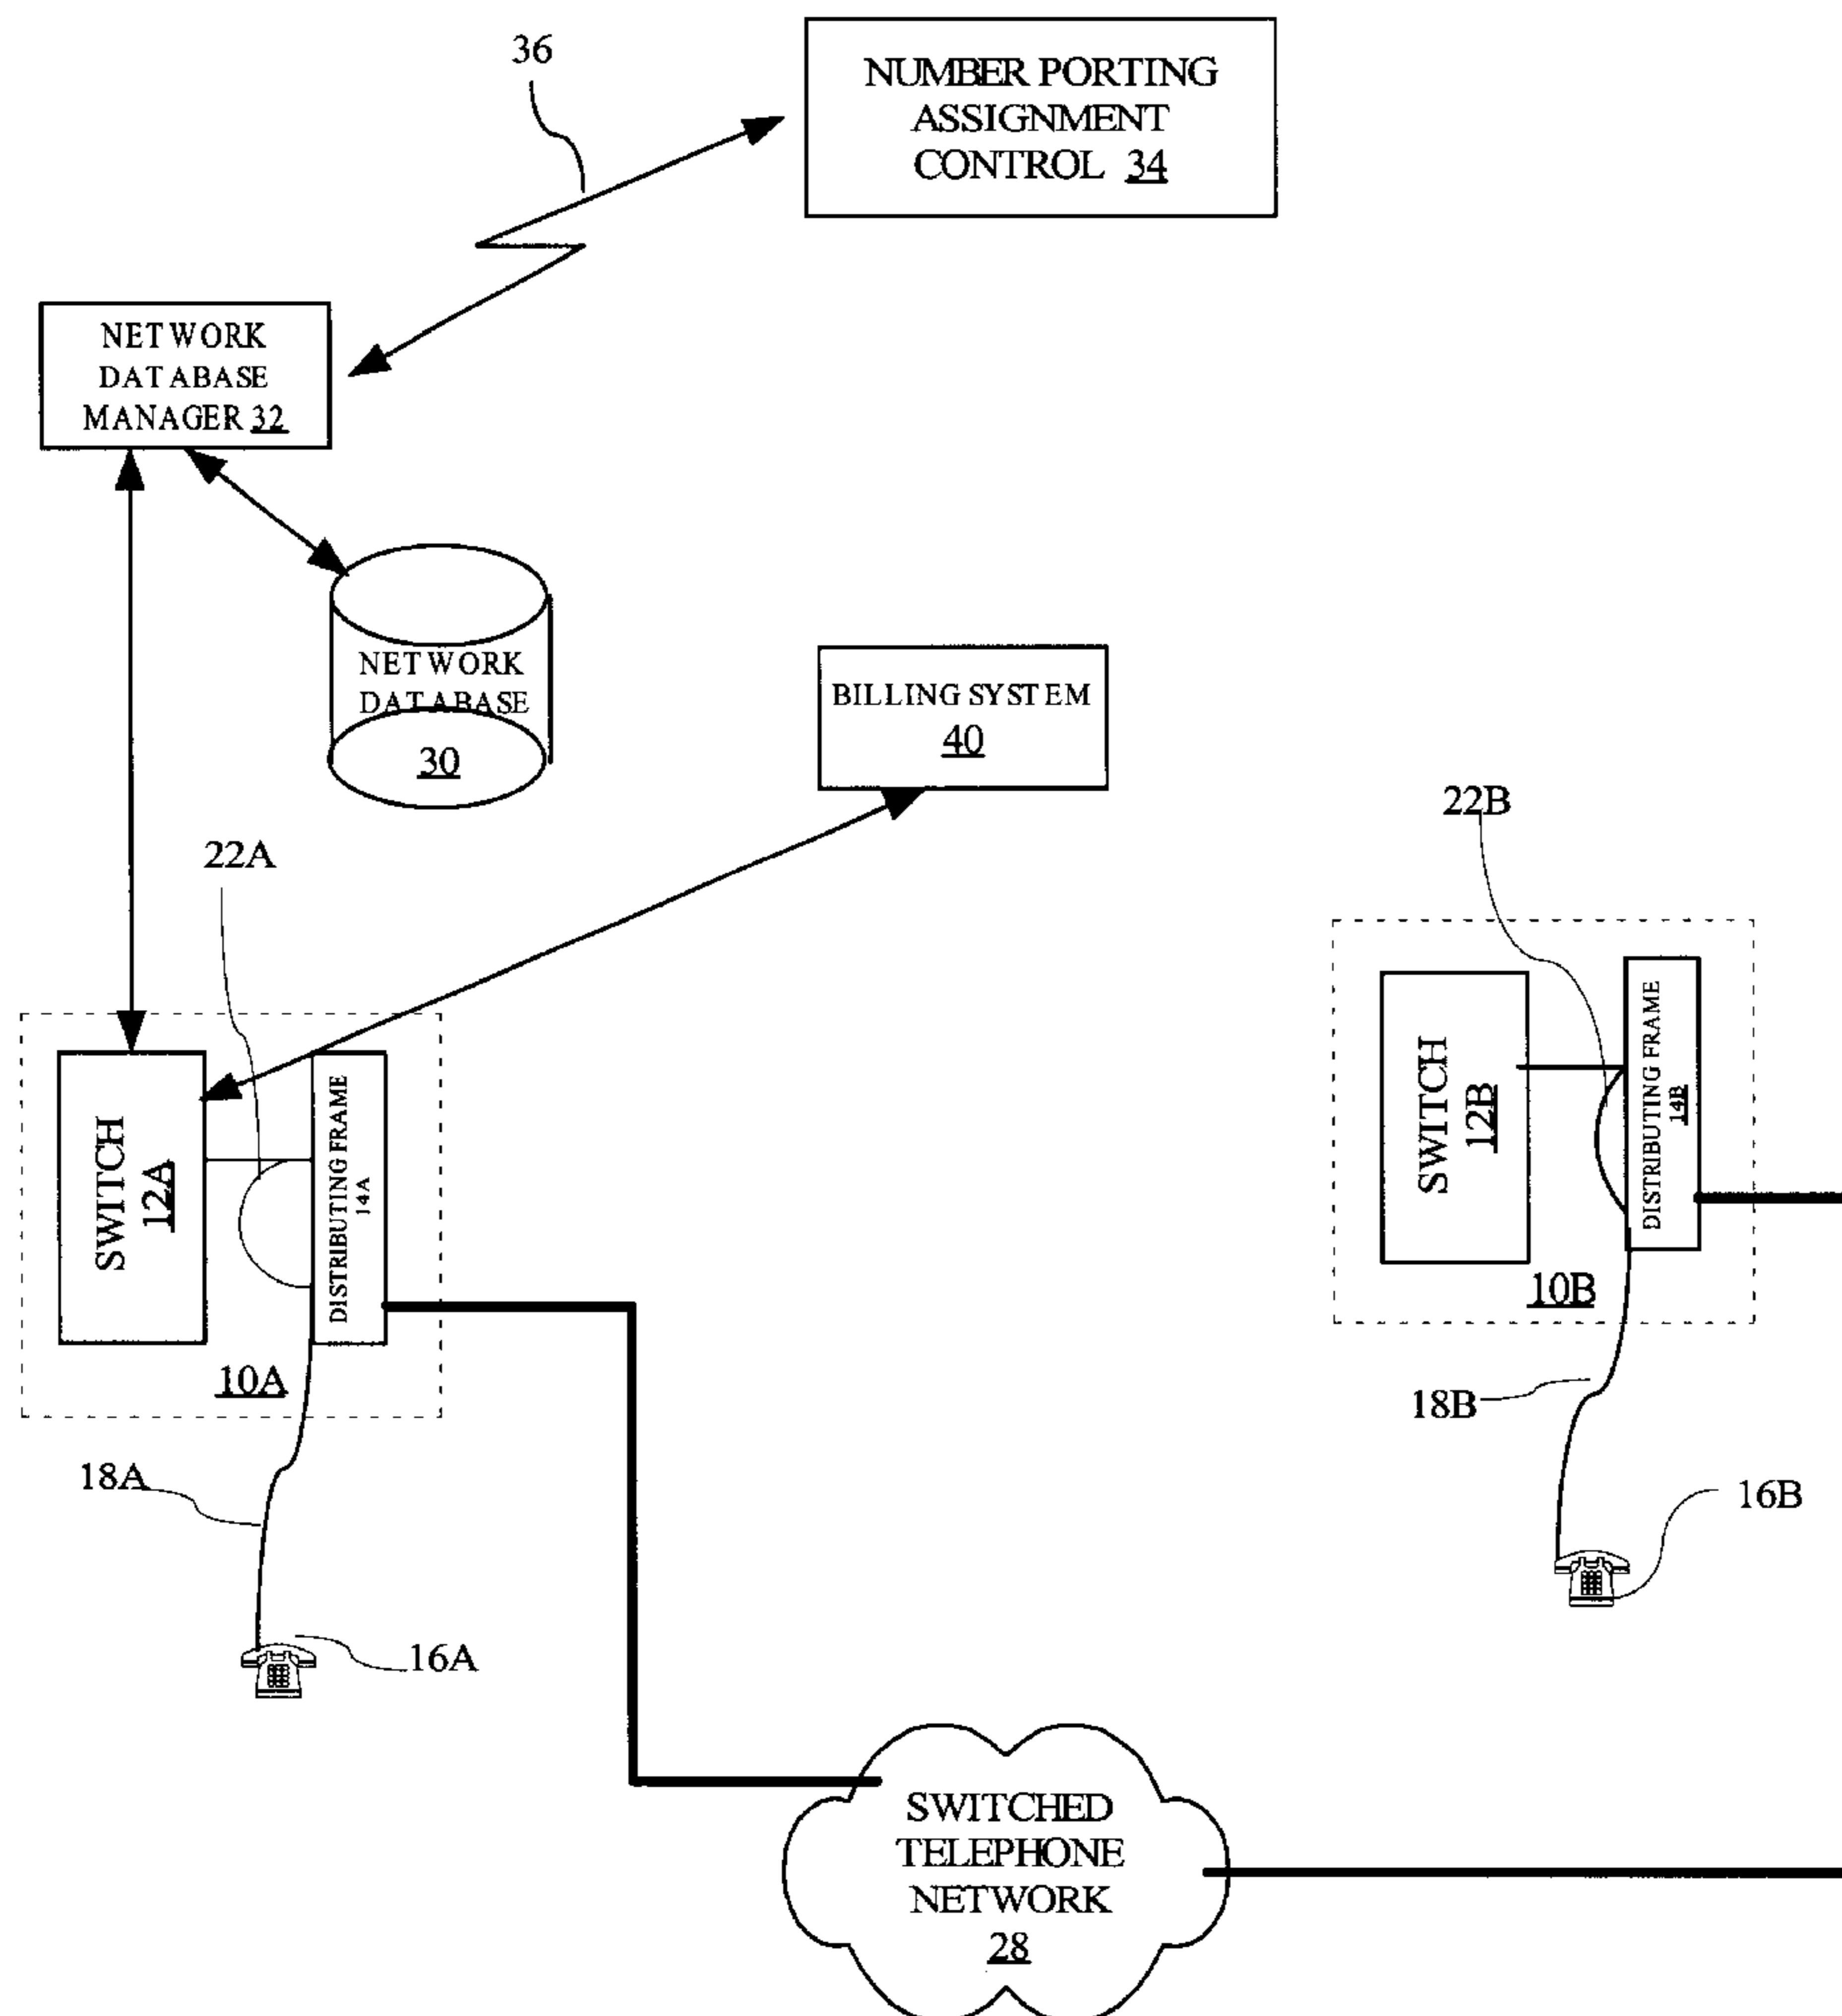 36
NUMBER PORTING
ASSIGNMENT
CONTROL 34
NETWORK
DATABASE
MANAGER 32
NETWORK
DATABASE
30
BILLING SYSTEM
40
22A
22B
SWITCH
12A
DISTRIBUTING FRAME
14A
10A
SWITCH
12B
DISTRIBUTING FRAME
14B
10B
18A
18B
16A
16B
SWITCHED
TELEPHONE
NETWORK
28